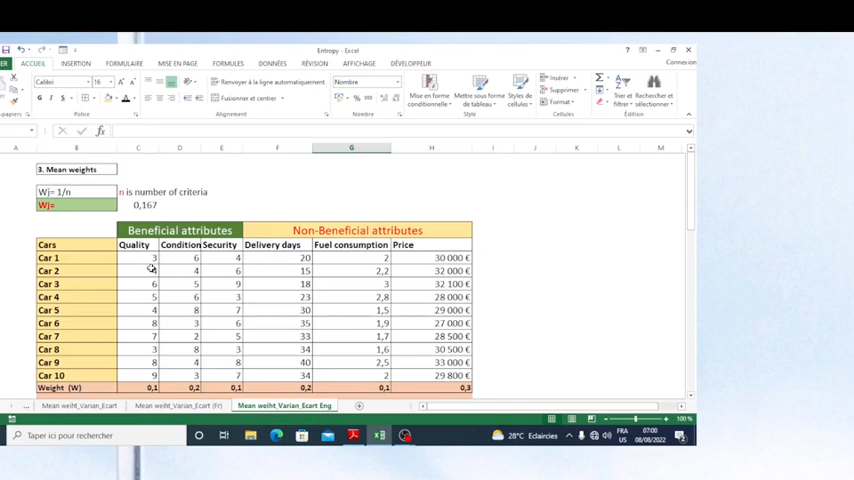 Entropy - Excel
ACCUEIL INSERTION FORMULAIRE MISE EN PAGE FORMULES DONNÉES RÉVISION AFFICHAGE DÉVELOPPEUR Connexion
Calibri 16 Renvoyer à la ligne automatiquement Nombre Insérer
G I S Fusionner et centrer Mise en forme conditionnelle Mettre sous forme de tableau Styles de cellules Supprimer Format Trier et filtrer Rechercher et sélectionner
Police Alignement Nombre Style Cellules Édition
A B C D E F G H I J K L M
3. Mean weights
Wj= 1/n n is number of criteria
Wj= 0,167
Beneficial attributes Non-Beneficial attributes
Cars Quality Condition Security Delivery days Fuel consumption Price
Car 1 3 6 4 20 2 30 000 €
Car 2 4 4 6 15 2,2 32 000 €
Car 3 6 5 9 18 3 32 100 €
Car 4 5 6 3 23 2,8 28 000 €
Car 5 4 8 7 30 1,5 29 000 €
Car 6 8 3 6 35 1,9 27 000 €
Car 7 7 2 5 33 1,7 28 500 €
Car 8 3 8 3 34 1,6 30 500 €
Car 9 8 4 8 40 2,5 33 000 €
Car 10 9 3 7 34 2 29 800 €
Weight (W) 0,1 0,2 0,1 0,2 0,1 0,3
... Mean weiht_Varian_Ecart Mean weiht_Varian_Ecart (Fr) Mean weiht_Varian_Ecart Eng
100 %
Taper ici pour rechercher 28°C Eclaircies FRA US 07:00 08/08/2022 2